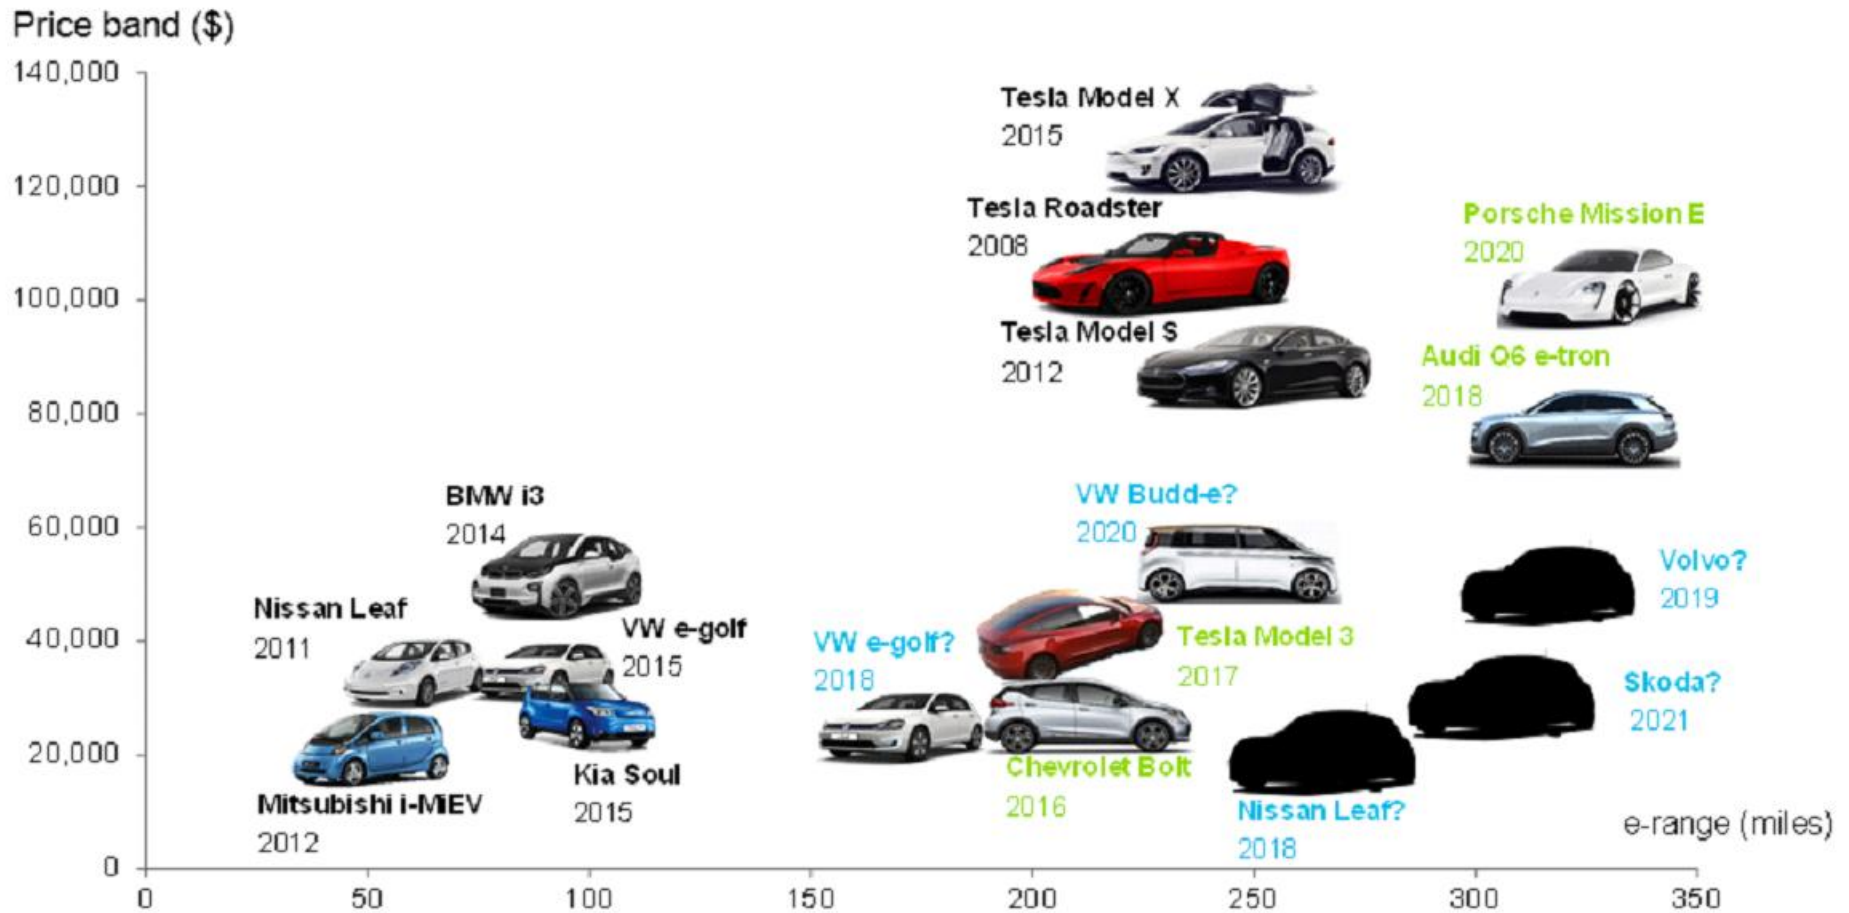 Price band ($)
140,000
120,000
100,000
80,000
60,000
40,000
20,000
0
Tesla Model X
2015
Tesla Roadster
2008
Porsche Mission E
2020
Tesla Model S
2012
Audi Q6 e-tron
2018
BMW i3
2014
VW Budd-e?
2020
Volvo?
2019
Nissan Leaf
2011
VW e-golf
2015
VW e-golf?
2018
Tesla Model 3
2017
Skoda?
2021
Kia Soul
2015
Chevrolet Bolt
2016
Mitsubishi i-MiEV
2012
Nissan Leaf?
2018
e-range (miles)
0 50 100 150 200 250 300 350